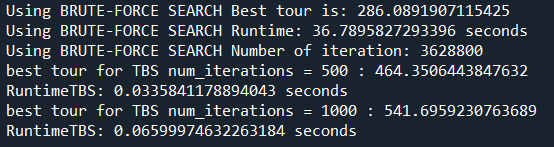 Using BRUTE-FORCE SEARCH Best tour is: 286.0891907115425
Using BRUTE-FORCE SEARCH Runtime: 36.7895827293396 seconds
Using BRUTE-FORCE SEARCH Number of iteration: 3628800
best tour for TBS num_iterations = 500 : 464.3506443847632
RuntimeTBS: 0.0335841178894043 seconds
best tour for TBS num_iterations = 1000 : 541.6959230763689
RuntimeTBS: 0.06599974632263184 seconds